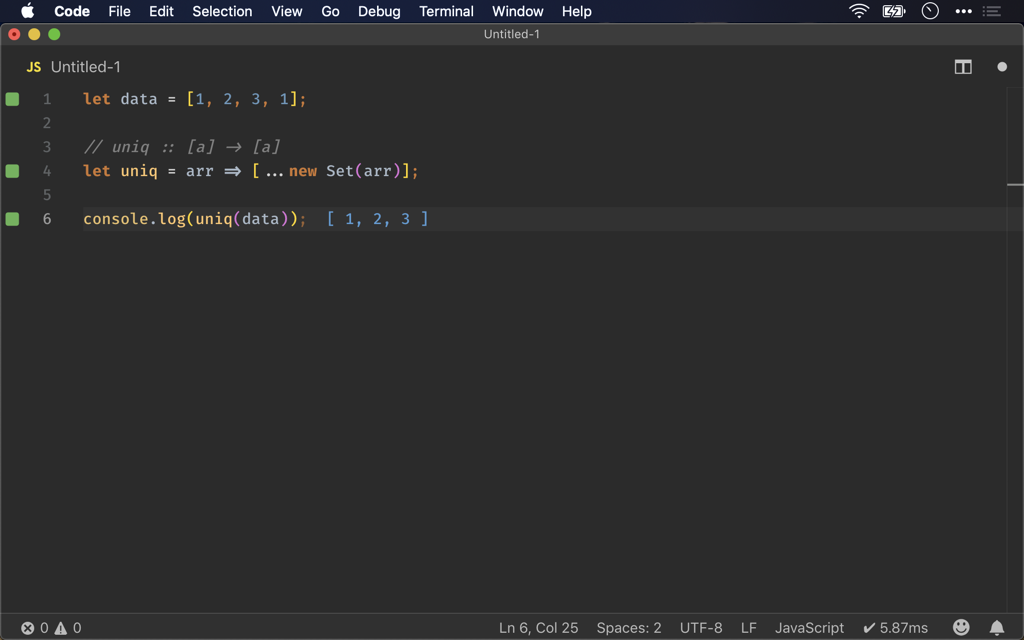 Code File Edit Selection View Go Debug Terminal Window Help
Untitled-1
JS Untitled-1
1 let data = [1, 2, 3, 1];
2
3 // uniq :: [a] → [a]
4 let uniq = arr ⇒ [...new Set(arr)];
5
6 console.log(uniq(data)); [ 1, 2, 3 ]
0 0 Ln 6, Col 25 Spaces: 2 UTF-8 LF JavaScript ✔ 5.87ms